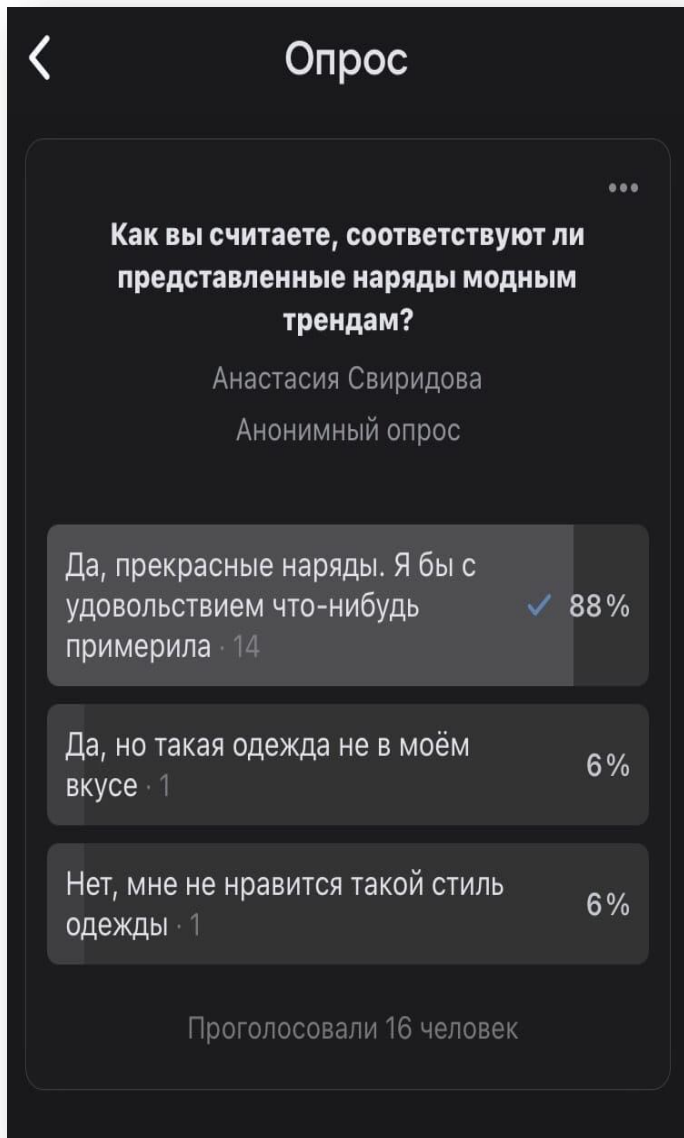 Опрос
Как вы считаете, соответствуют ли
представленные наряды модным
трендам?
Анастасия Свиридова
Анонимный опрос
Да, прекрасные наряды. Я бы с
удовольствием что-нибудь
примерила · 14
88%
Да, но такая одежда не в моём
вкусе · 1
6%
Нет, мне не нравится такой стиль
одежды · 1
6%
Проголосовали 16 человек